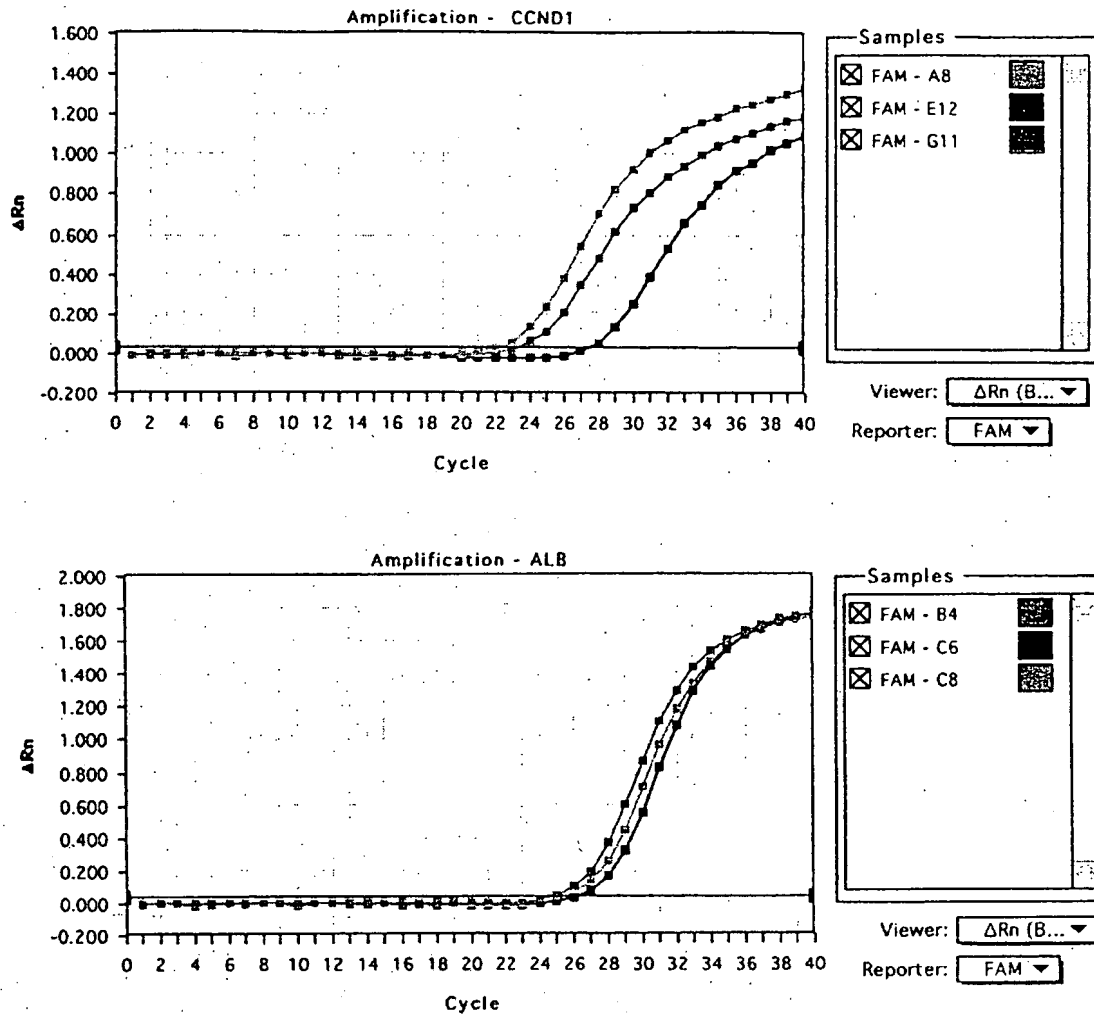 Amplification - CCND1
1.600
1.400
1.200
1.000
0.800
0.600
0.400
0.200
0.000
-0.200
ΔRn
0 2 4 6 8 10 12 14 16 18 20 22 24 26 28 30 32 34 36 38 40
Cycle
Samples
FAM - A8
FAM - E12
FAM - G11
Viewer: ΔRn (B...
Reporter: FAM
Amplification - ALB
2.000
1.800
1.600
1.400
1.200
1.000
0.800
0.600
0.400
0.200
0.000
-0.200
ΔRn
0 2 4 6 8 10 12 14 16 18 20 22 24 26 28 30 32 34 36 38 40
Cycle
Samples
FAM - B4
FAM - C6
FAM - C8
Viewer: ΔRn (B...
Reporter: FAM